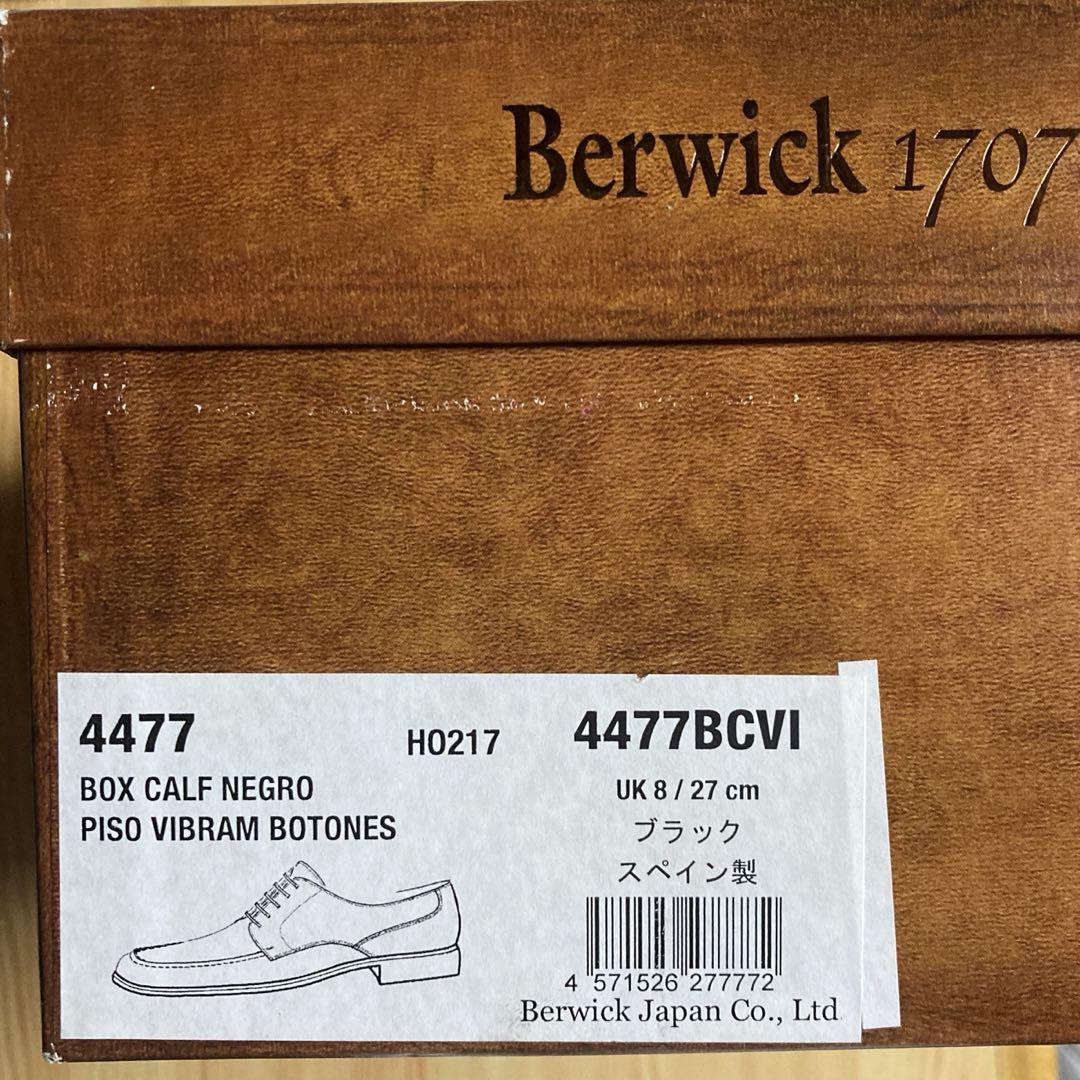 Berwick 1707
4477
HO217
4477BCVI
BOX CALF NEGRO
PISO VIBRAM BOTONES
UK 8 / 27 cm
ブラック
スペイン製
4 571526 277772
Berwick Japan Co., Ltd